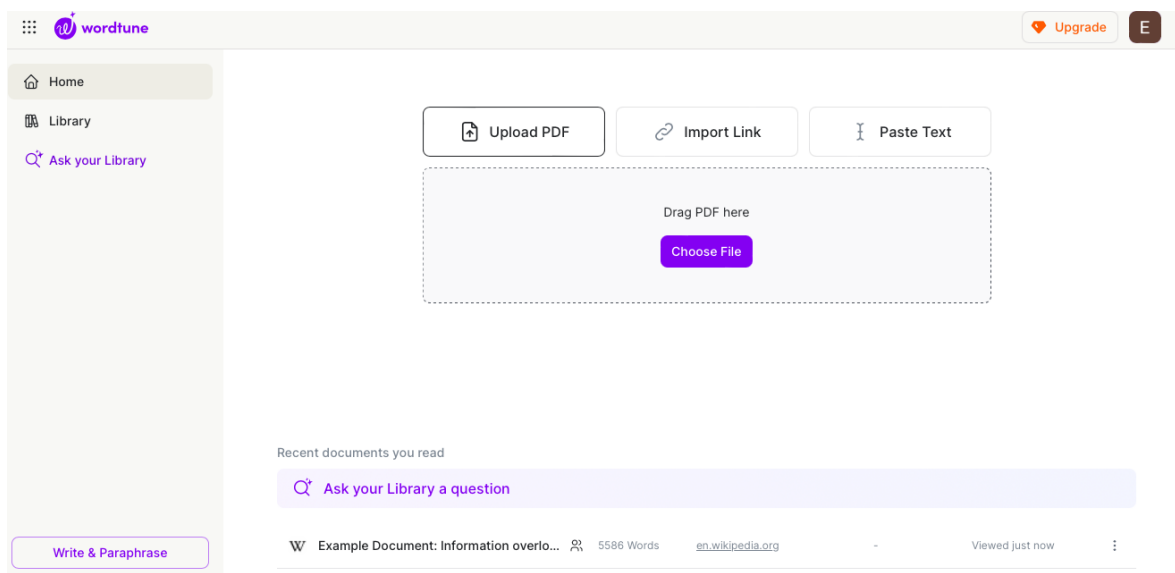 wordtune
Upgrade
E
Home
Library
Ask your Library
Upload PDF
Import Link
Paste Text
Drag PDF here
Choose File
Recent documents you read
Ask your Library a question
W Example Document: Information overlo... 5586 Words en.wikipedia.org - Viewed just now
Write & Paraphrase